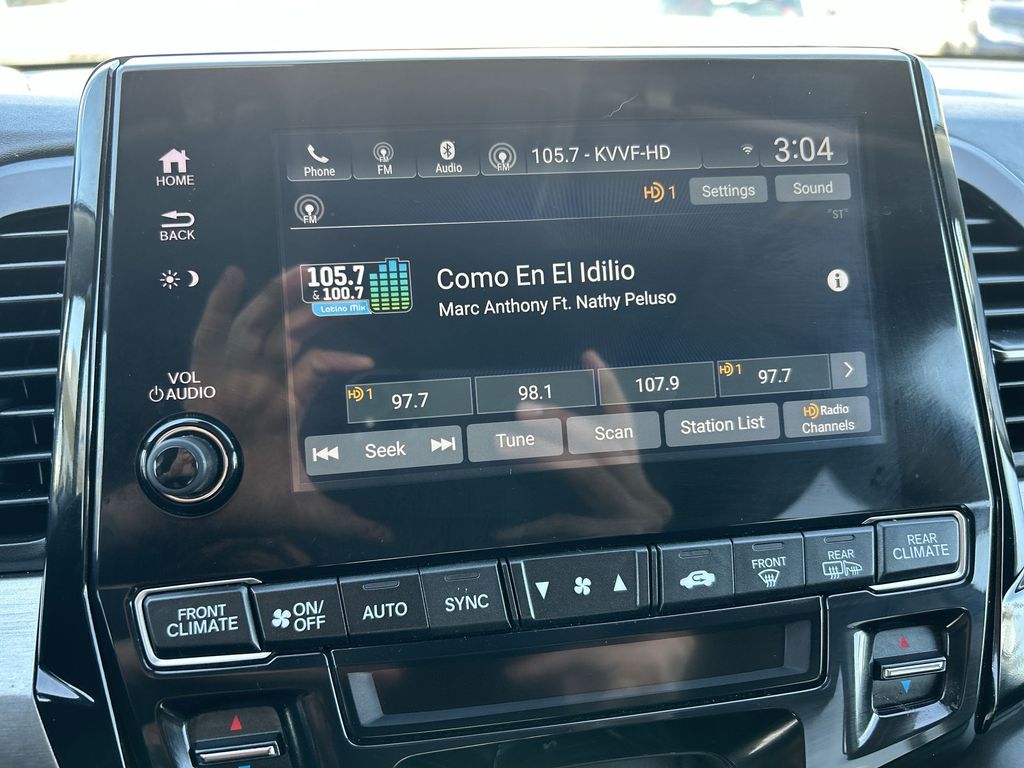 HOME
BACK
VOL
AUDIO
Phone
FM
Audio
FM
105.7 - KVVF-HD
3:04
FM
HD 1
Settings
Sound
"ST"
105.7
& 100.7
Latino Mix
Como En El Idilio
Marc Anthony Ft. Nathy Peluso
i
HD 1 97.7
98.1
107.9
HD 1 97.7
Seek
Tune
Scan
Station List
HD Radio
Channels
FRONT
CLIMATE
ON/
OFF
AUTO
SYNC
FRONT
REAR
REAR
CLIMATE